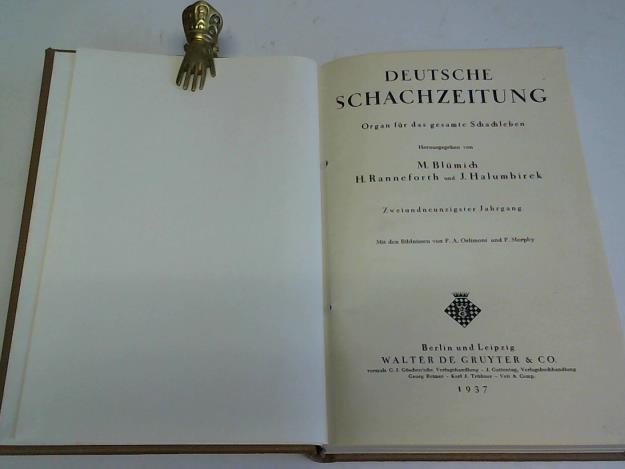 DEUTSCHE
SCHACHZEITUNG
Organ für das gesamte Schachleben
Herausgegeben von
M. Blümich
H. Ranneforth und J. Halumbirek
Zweiundneunzigster Jahrgang
Mit den Bildnissen von P. A. Orlimont und P. Morphy
Berlin und Leipzig
WALTER DE GRUYTER & CO.
vormals G. J. Göschen'sche Verlagshandlung – J. Guttentag, Verlagsbuchhandlung
Georg Reimer – Karl J. Trübner – Veit & Comp.
1937